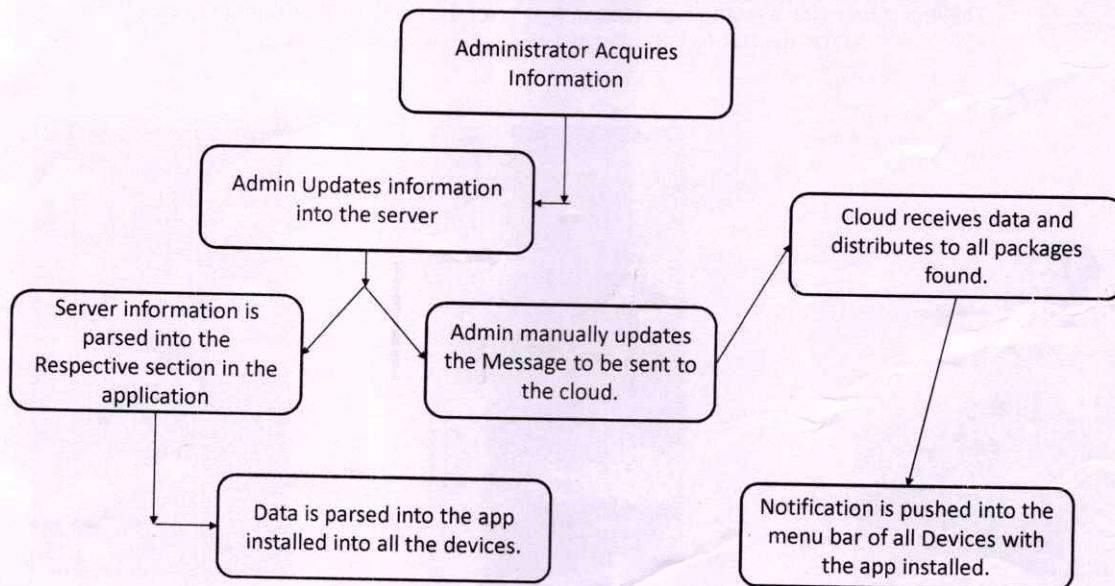 Administrator Acquires
Information
Admin Updates information
into the server
Cloud receives data and
distributes to all packages
found.
Server information is
parsed into the
Respective section in the
application
Admin manually updates
the Message to be sent to
the cloud.
Data is parsed into the app
installed into all the devices.
Notification is pushed into the
menu bar of all Devices with
the app installed.